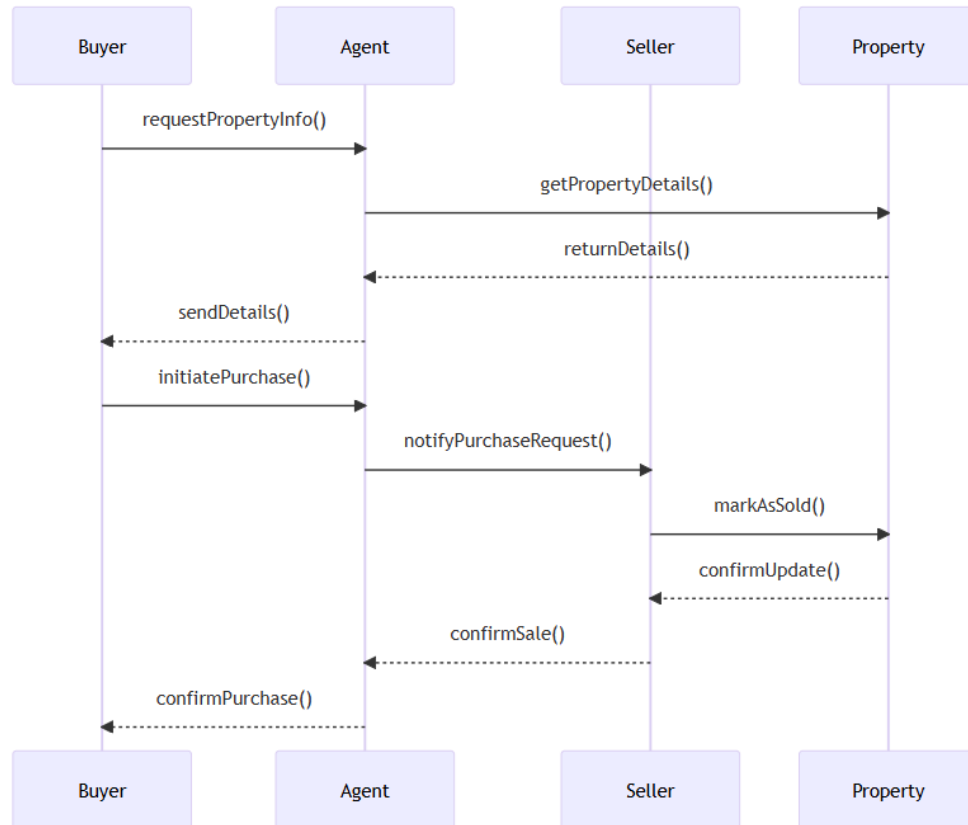 Buyer
Agent
Seller
Property
requestPropertyInfo()
getPropertyDetails()
returnDetails()
sendDetails()
initiatePurchase()
notifyPurchaseRequest()
markAsSold()
confirmUpdate()
confirmSale()
confirmPurchase()
Buyer
Agent
Seller
Property